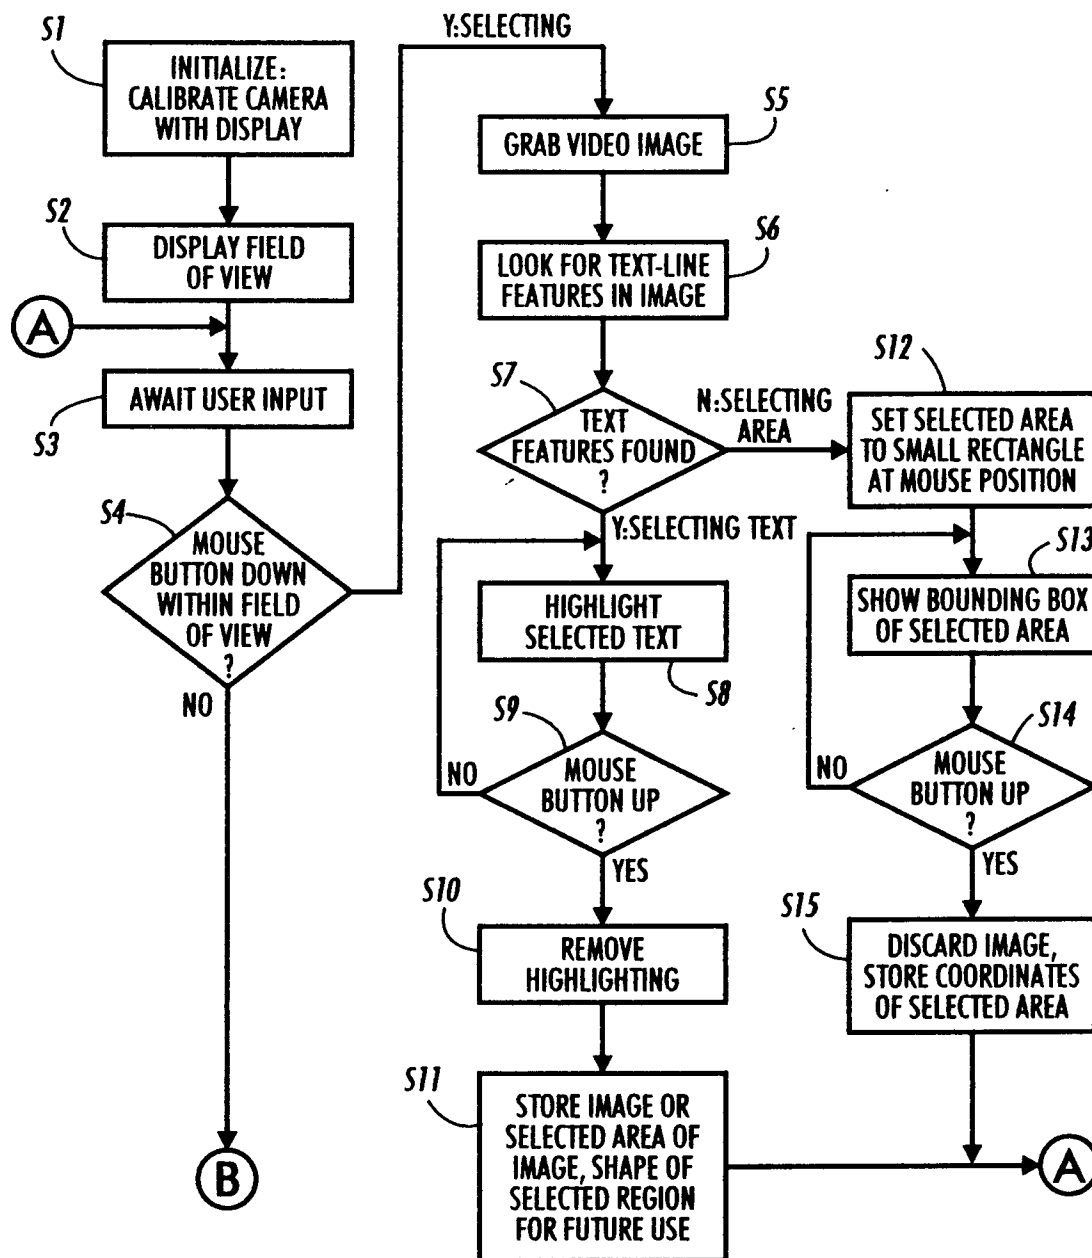 S1
INITIALIZE:
CALIBRATE CAMERA
WITH DISPLAY
S2
DISPLAY FIELD
OF VIEW
A
AWAIT USER INPUT
S3
S4
MOUSE
BUTTON DOWN
WITHIN FIELD
OF VIEW
?
NO
B
Y:SELECTING
S5
GRAB VIDEO IMAGE
S6
LOOK FOR TEXT-LINE
FEATURES IN IMAGE
S7
TEXT
FEATURES FOUND
?
N:SELECTING
AREA
Y:SELECTING TEXT
HIGHLIGHT
SELECTED TEXT
S8
S9
MOUSE
BUTTON UP
?
NO
YES
S10
REMOVE
HIGHLIGHTING
S11
STORE IMAGE OR
SELECTED AREA OF
IMAGE, SHAPE OF
SELECTED REGION
FOR FUTURE USE
S12
SET SELECTED AREA
TO SMALL RECTANGLE
AT MOUSE POSITION
S13
SHOW BOUNDING BOX
OF SELECTED AREA
S14
MOUSE
BUTTON UP
?
NO
YES
S15
DISCARD IMAGE,
STORE COORDINATES
OF SELECTED AREA
A